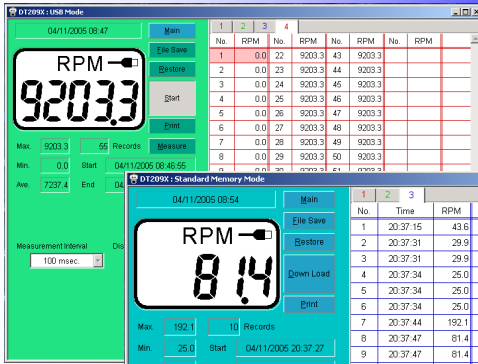 DT209X : USB Mode
04/11/2005 08:47
Main
File Save
Restore
Start
Print
Measure
RPM
9203.3
Max. 9203.3 55 Records
Min. 0.0 Start 04/11/2005 08:46:55
Ave. 7237.4 End 04
Measurement Interval Dis
100 msec.
1 2 3 4
No. RPM No. RPM No. RPM No. RPM
1 0.0 22 9203.3 43 9203.3
2 0.0 23 9203.3 44 9203.3
3 0.0 24 9203.3 45 9203.3
4 0.0 25 9203.3 46 9203.3
5 0.0 26 9203.3 47 9203.3
6 0.0 27 9203.3 48 9203.3
7 0.0 28 9203.3 49 9203.3
8 0.0 29 9203.3 50 9203.3
DT209X : Standard Memory Mode
04/11/2005 08:54
Main
File Save
Restore
Down Load
Print
RPM
81.4
Max. 192.1 10 Records
Min. 25.0 Start 04/11/2005 20:37:27
1 2 3
No. Time RPM
1 20:37:15 43.6
2 20:37:31 29.9
3 20:37:31 29.9
4 20:37:34 25.0
5 20:37:34 25.0
6 20:37:34 25.0
7 20:37:44 192.1
8 20:37:47 81.4
9 20:37:47 81.4